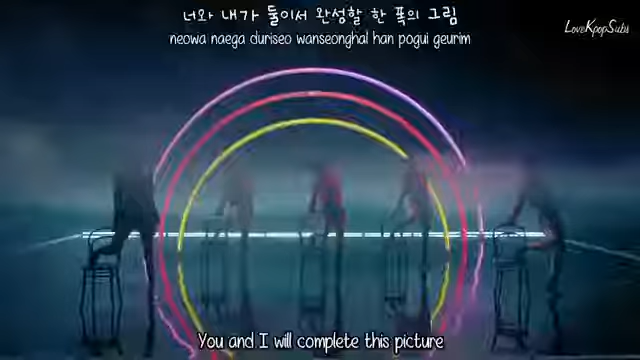 너와 내가 둘이서 완성할 한 폭의 그림
neowa naega duriseo wanseonghal han pogui geurim
LoveKpopSubs
You and I will complete this picture